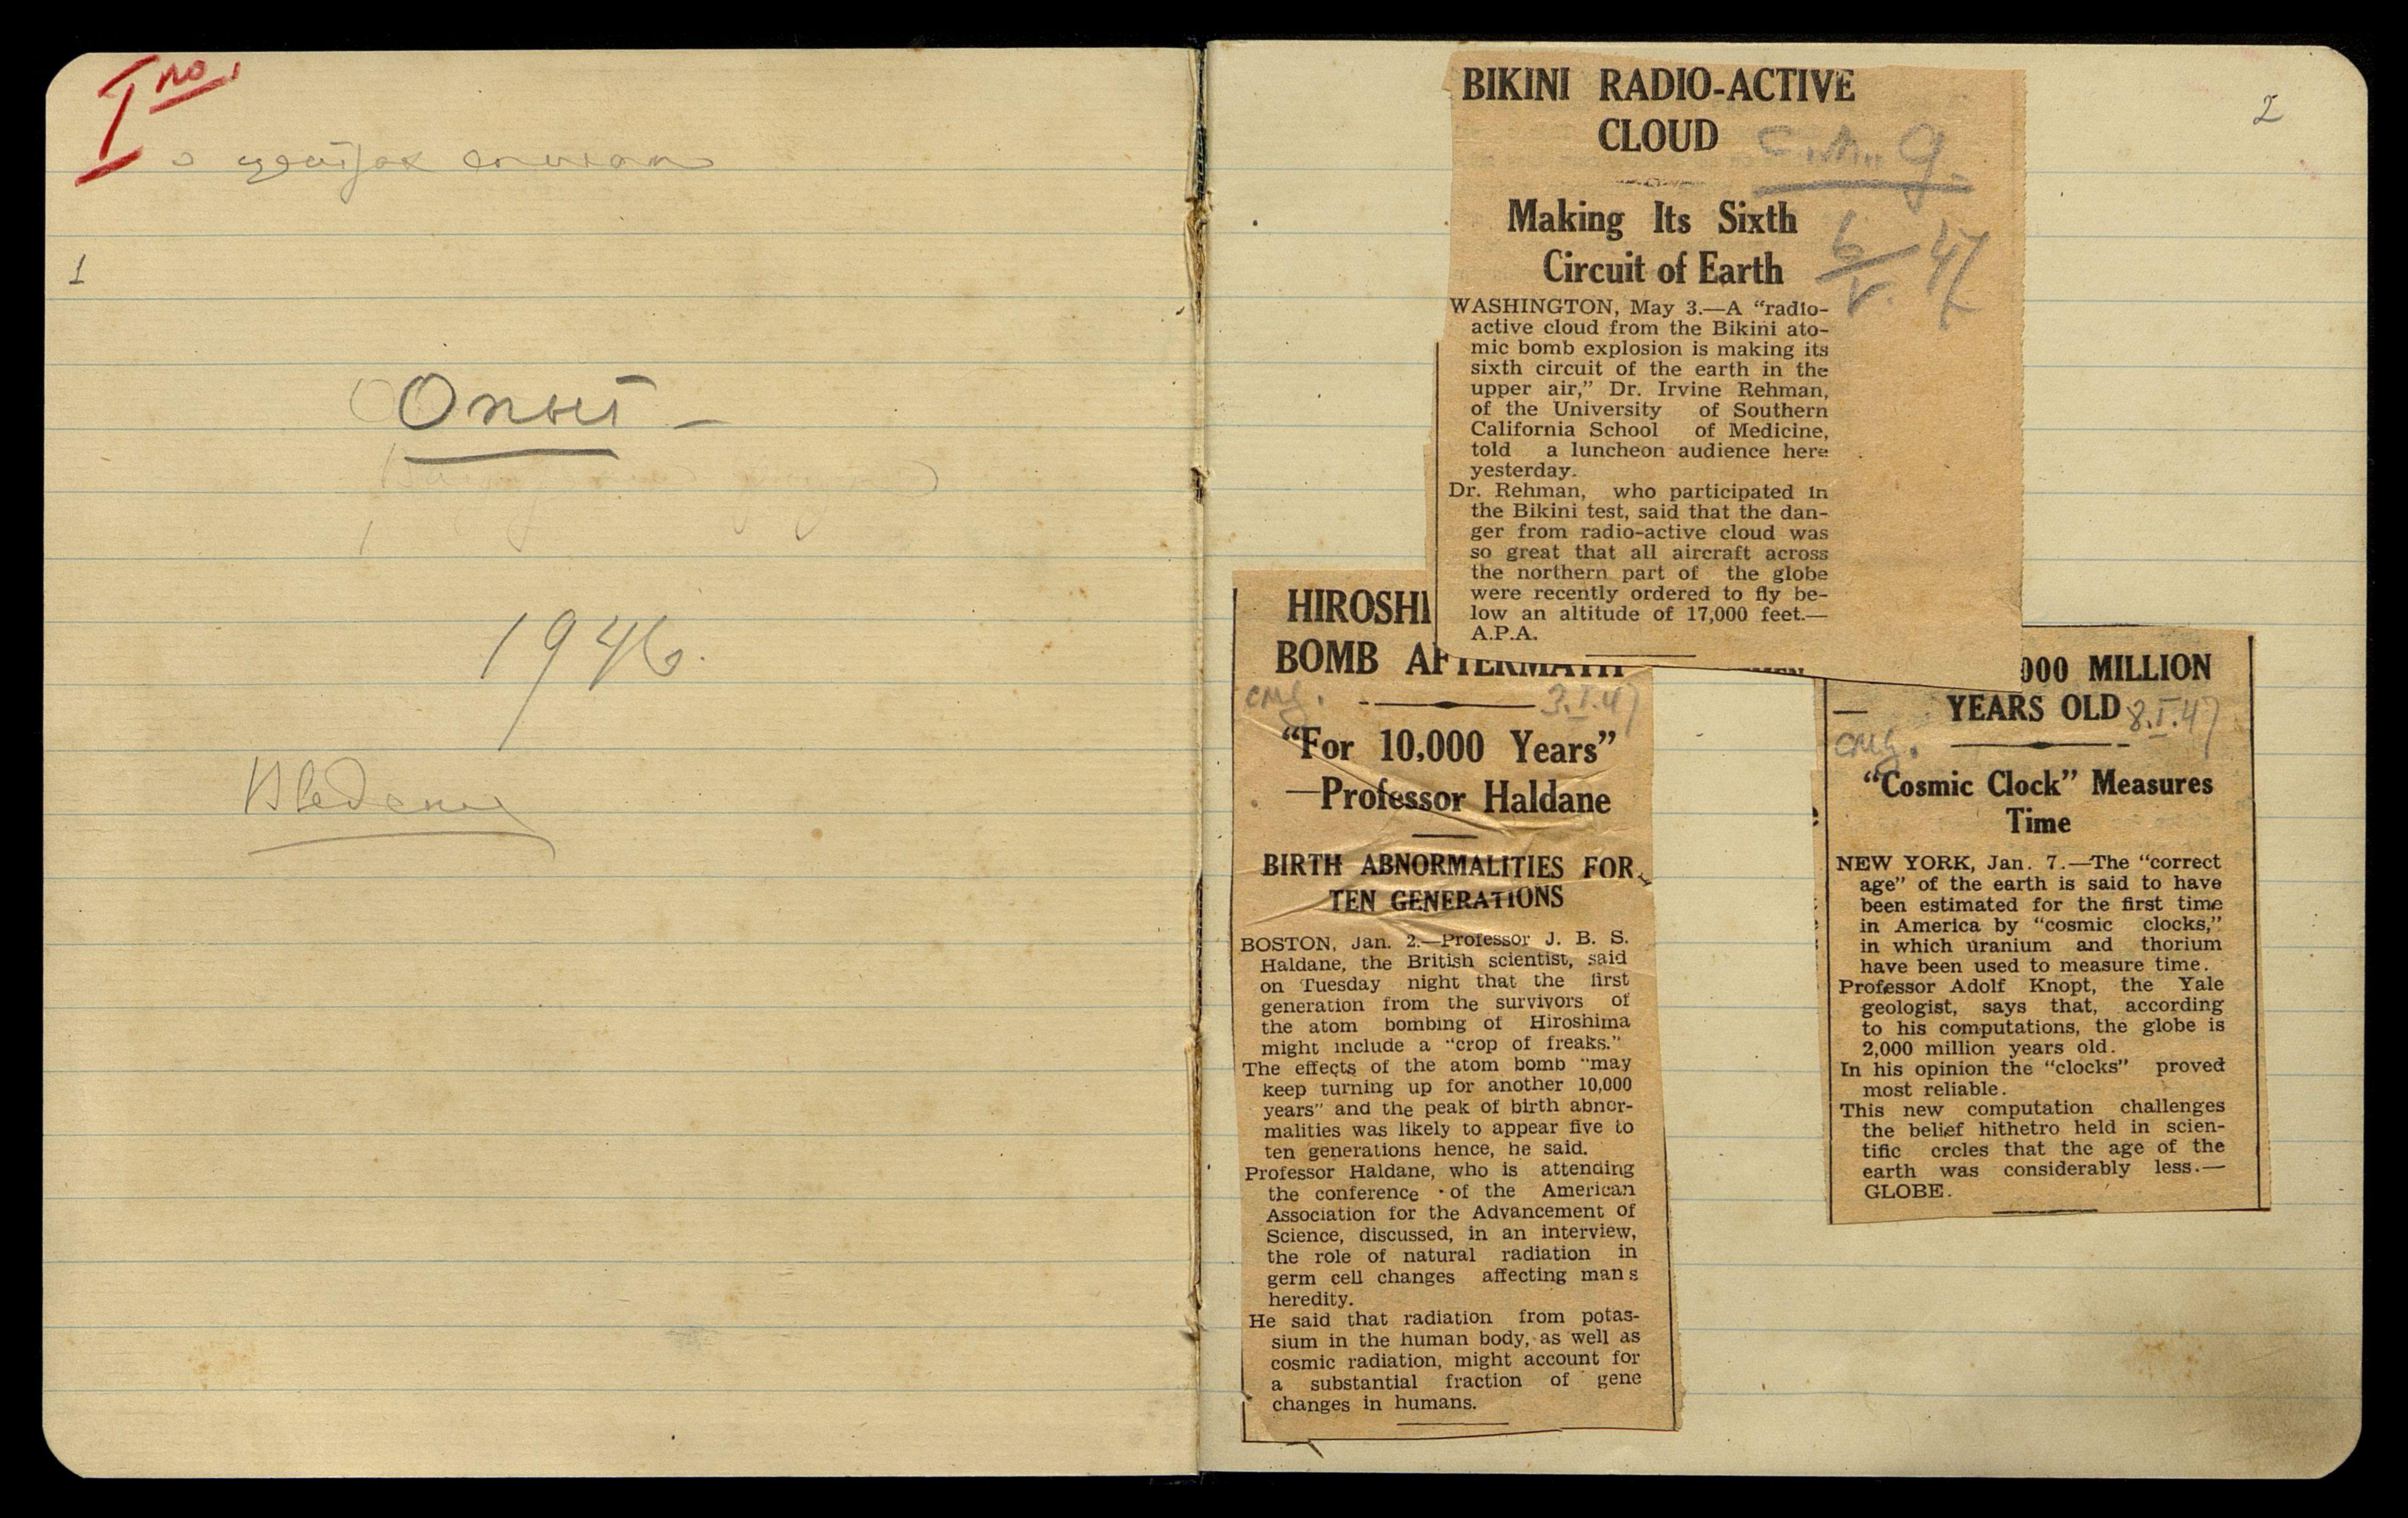 1
Опыт —
1946.
Введение
2
BIKINI RADIO-ACTIVE
CLOUD
Making Its Sixth
Circuit of Earth
6/V. 47
WASHINGTON, May 3.—A "radio-
active cloud from the Bikini ato-
mic bomb explosion is making its
sixth circuit of the earth in the
upper air," Dr. Irvine Rehman,
of the University of Southern
California School of Medicine,
told a luncheon audience here
yesterday.
Dr. Rehman, who participated in
the Bikini test, said that the dan-
ger from radio-active cloud was
so great that all aircraft across
the northern part of the globe
were recently ordered to fly be-
low an altitude of 17,000 feet.—
A.P.A.
HIROSHI
BOMB AFTERMATH
3.I.47
"For 10,000 Years"
—Professor Haldane
BIRTH ABNORMALITIES FOR
TEN GENERATIONS
BOSTON, Jan. 2.—Professor J. B. S.
Haldane, the British scientist, said
on Tuesday night that the first
generation from the survivors of
the atom bombing of Hiroshima
might include a "crop of freaks."
The effects of the atom bomb "may
keep turning up for another 10,000
years" and the peak of birth abnor-
malities was likely to appear five to
ten generations hence, he said.
Professor Haldane, who is attending
the conference of the American
Association for the Advancement of
Science, discussed, in an interview,
the role of natural radiation in
germ cell changes affecting man s
heredity.
He said that radiation from potas-
sium in the human body, as well as
cosmic radiation, might account for
a substantial fraction of gene
changes in humans.
000 MILLION
YEARS OLD
8.I.47
"Cosmic Clock" Measures
Time
NEW YORK, Jan. 7.—The "correct
age" of the earth is said to have
been estimated for the first time
in America by "cosmic clocks,"
in which uranium and thorium
have been used to measure time.
Professor Adolf Knopt, the Yale
geologist, says that, according
to his computations, the globe is
2,000 million years old.
In his opinion the "clocks" proved
most reliable.
This new computation challenges
the belief hithetro held in scien-
tific crcles that the age of the
earth was considerably less.—
GLOBE.